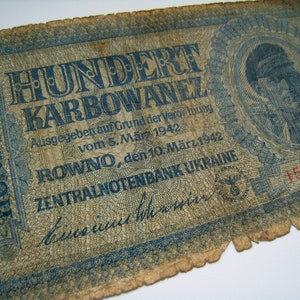 HUNDERT
KARBOWANEZ
Ausgegeben auf Grund der Verordnung
vom 5. März 1942
ROWNO, den 10. März 1942
ZENTRALNOTENBANK UKRAINE